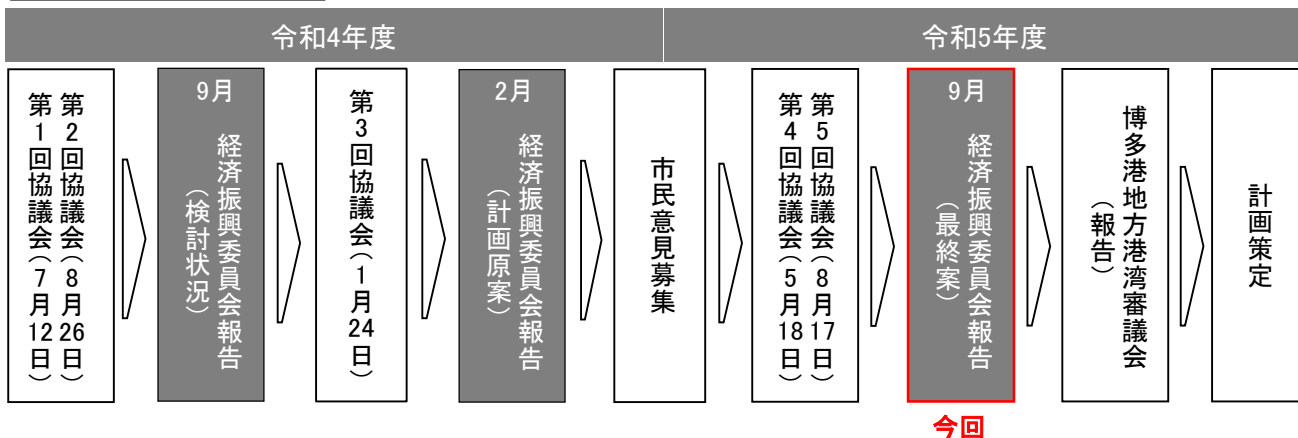 令和4年度
令和5年度
第1回協議会（7月12日）
第2回協議会（8月26日）
9月
経済振興委員会報告
（検討状況）
第3回協議会（1月24日）
2月
経済振興委員会報告
（計画原案）
市民意見募集
第4回協議会（5月18日）
第5回協議会（8月17日）
9月
経済振興委員会報告
（最終案）
博多港地方港湾審議会
（報告）
計画策定
今回